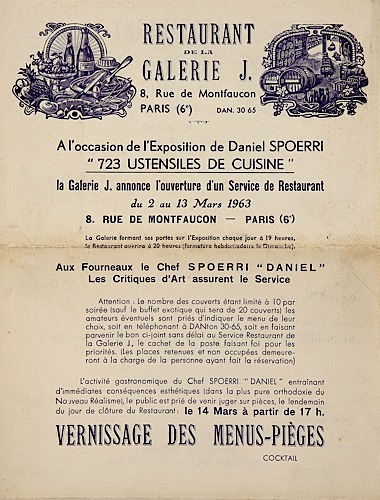 RESTAURANT
DE LA
GALERIE J.
8, Rue de Montfaucon
PARIS (6e) DAN. 30 65
A l'occasion de l'Exposition de Daniel SPOERRI
" 723 USTENSILES DE CUISINE "
la Galerie J. annonce l'ouverture d'un Service de Restaurant
du 2 au 13 Mars 1963
8. RUE DE MONTFAUCON — PARIS (6e)
La Galerie fermant ses portes sur l'Exposition chaque jour à 19 heures,
le Restaurant ouvrira à 20 heures (fermeture hebdomadaire le Dimanche).
Aux Fourneaux le Chef SPOERRI "DANIEL"
Les Critiques d'Art assurent le Service
Attention : Le nombre des couverts étant limité à 10 par
soirée (sauf le buffet exotique qui sera de 20 couverts) les
amateurs éventuels sont priés d'indiquer le menu de leur
choix, soit en téléphonant à DANton 30-65, soit en faisant
parvenir le bon ci-joint sans délai au Service Restaurant de
la Galerie J., le cachet de la poste faisant foi pour les
priorités. (Les places retenues et non occupées demeure-
ront à la charge de la personne ayant fait la réservation)
L'activité gastronomique du Chef SPOERRI "DANIEL" entraînant
d'immédiates conséquences esthétiques (dans la plus pure orthodoxie du
Nouveau Réalisme), le public est prié de venir juger sur pièces, le lendemain
du jour de clôture du Restaurant : le 14 Mars à partir de 17 h.
VERNISSAGE DES MENUS-PIÈGES
COCKTAIL